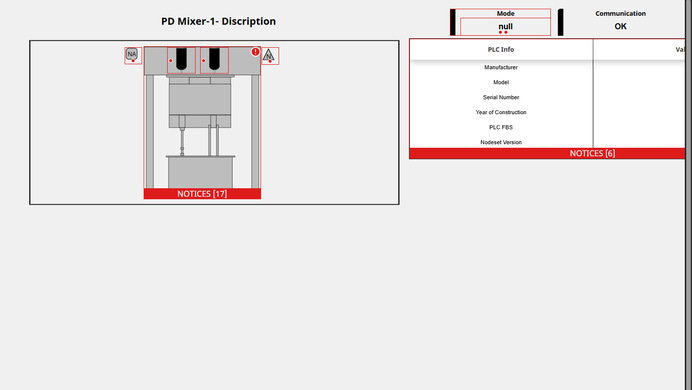 PD Mixer-1- Discription
Mode
null
Communication
OK
NA
PLC Info
Val
Manufacturer
Model
Serial Number
Year of Construction
PLC FBS
Nodeset Version
NOTICES [6]
NOTICES [17]